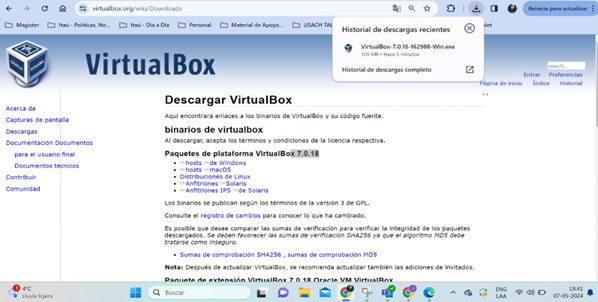 virtualbox.org/wiki/Downloads
Reinicia para actualizar
Magister
Itaú - Políticas, No...
Itaú - Día a Día
Personal
Material de Apoyo...
USACH TAL
Historial de descargas recientes
VirtualBox-7.0.18-162988-Win.exe
105 MB • Hace 5 minutos
Historial de descargas completo
VirtualBox
search...
Entrar Preferencias
Página de inicio Índice Historial
Acerca de
Capturas de pantalla
Descargas
Documentación Documentos
para el usuario final
Documentos técnicos
Contribuir
Comunidad
Descargar VirtualBox
Aquí encontrará enlaces a los binarios de VirtualBox y su código fuente.
binarios de virtualbox
Al descargar, acepta los términos y condiciones de la licencia respectiva.
Paquetes de plataforma VirtualBox 7.0.18
hosts de Windows
hosts macOS
Distribuciones de Linux
Anfitriones Solaris
Anfitriones IPS de Solaris
Los binarios se publican según los términos de la versión 3 de GPL.
Consulte el registro de cambios para conocer lo que ha cambiado.
Es posible que desee comparar las sumas de verificación para verificar la integridad de los paquetes
descargados. Se deben favorecer las sumas de verificación SHA256 ya que el algoritmo MD5 debe
tratarse como inseguro.
Sumas de comprobación SHA256 , sumas de comprobación MD5
Nota: Después de actualizar VirtualBox, se recomienda actualizar también las adiciones de invitados.
Paquete de extensión VirtualBox 7.0.18 Oracle VM VirtualBox
4°C
Lluvia ligera
Buscar
ENG
LAA
19:41
07-05-2024